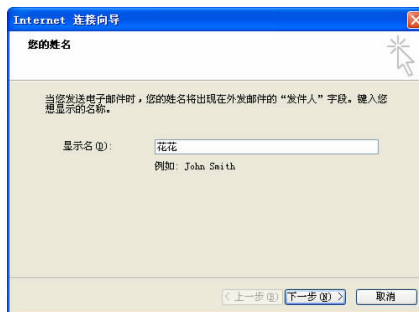 Internet 连接向导
您的姓名
当您发送电子邮件时，您的姓名将出现在外发邮件的“发件人”字段。键入您
想显示的名称。
显示名(D): 花花
例如: John Smith
< 上一步(B) 下一步(N) > 取消